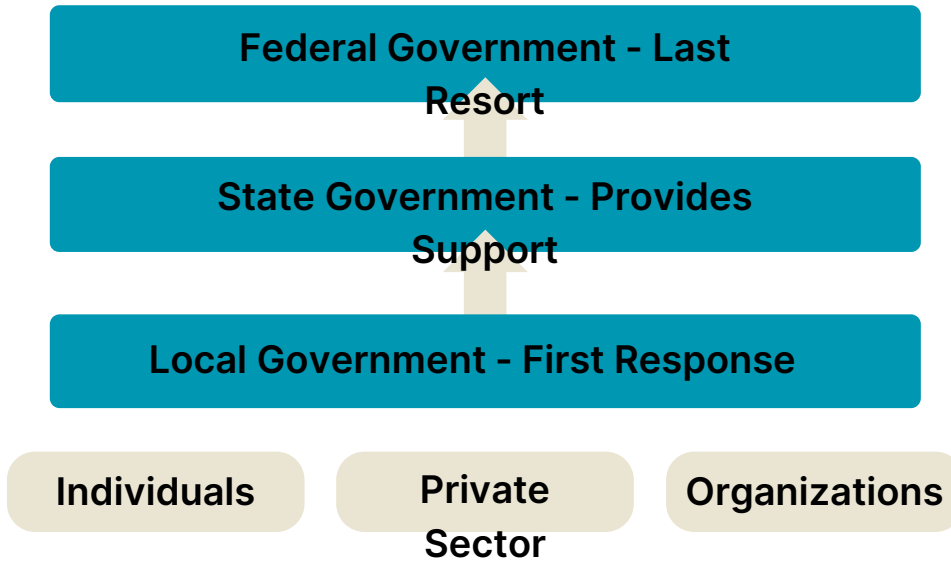 Federal Government - Last
Resort
State Government - Provides
Support
Local Government - First Response
Individuals
Private
Sector
Organizations